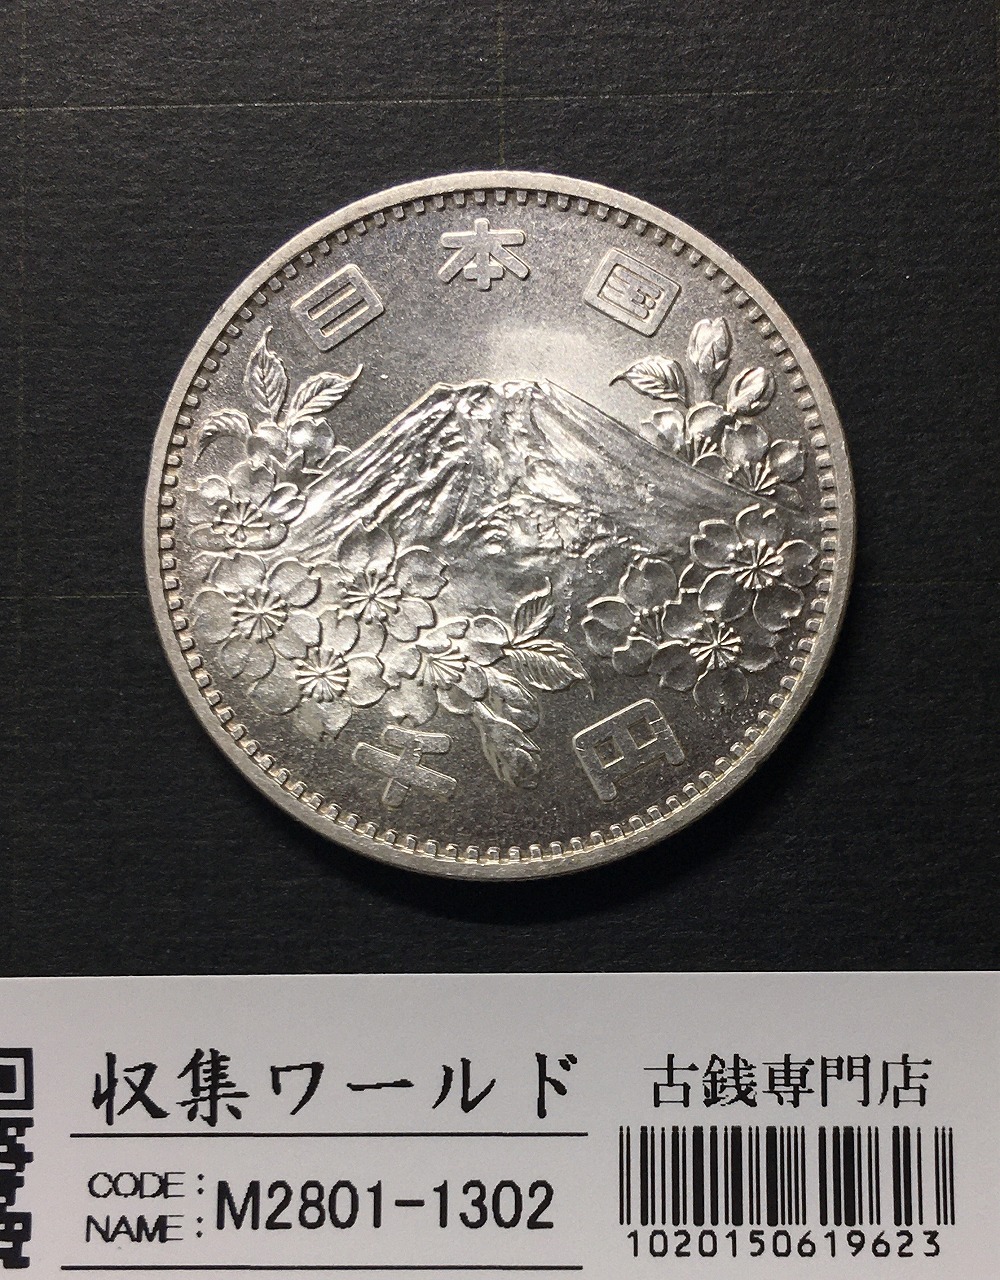 日本国
千円
収集ワールド
古銭専門店
CODE:
NAME:
M2801-1302
1020150619623